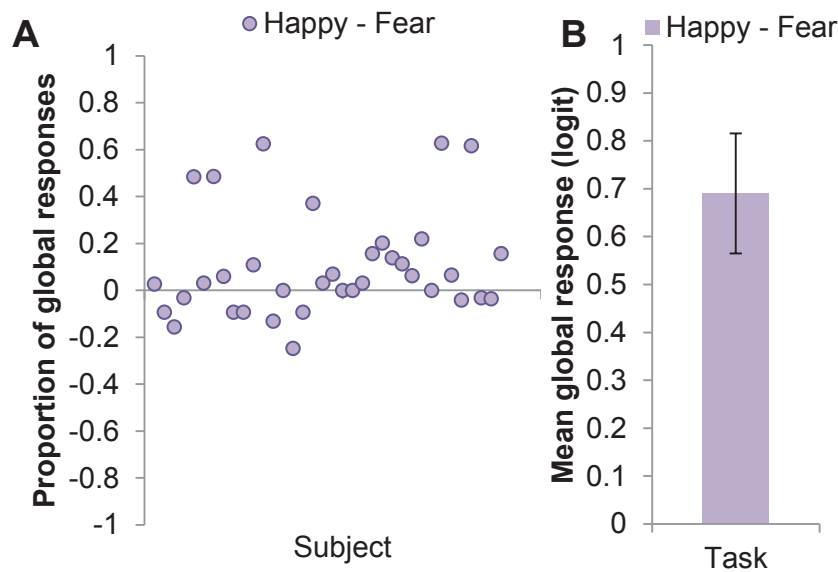 A
Happy - Fear
Proportion of global responses
1
0.8
0.6
0.4
0.2
0
-0.2
-0.4
-0.6
-0.8
-1
Subject
B
Happy - Fear
Mean global response (logit)
1
0.9
0.8
0.7
0.6
0.5
0.4
0.3
0.2
0.1
0
Task